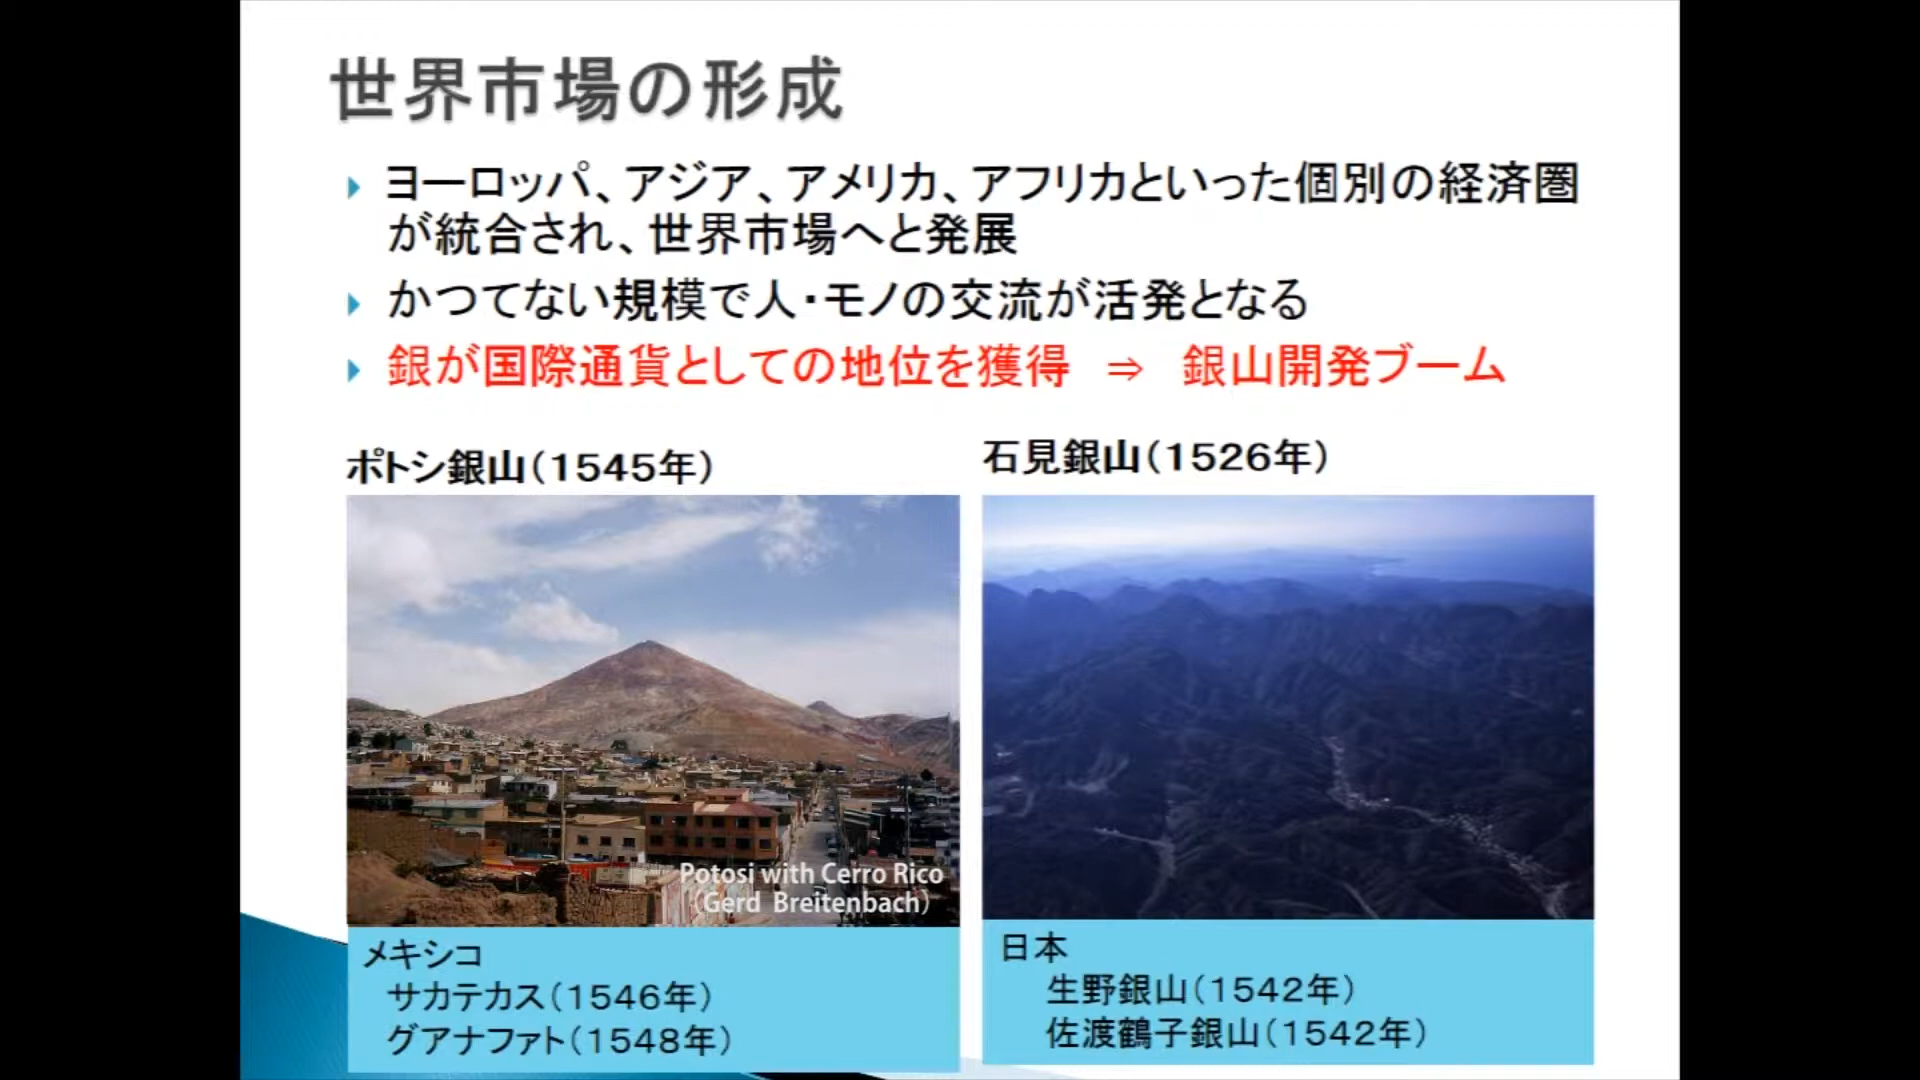 世界市場の形成
ヨーロッパ、アジア、アメリカ、アフリカといった個別の経済圏
が統合され、世界市場へと発展
かつてない規模で人・モノの交流が活発となる
銀が国際通貨としての地位を獲得 ⇒ 銀山開発ブーム
ポトシ銀山（1545年）
Potosi with Cerro Rico
（Gerd Breitenbach）
メキシコ
サカテカス（1546年）
グアナファト（1548年）
石見銀山（1526年）
日本
生野銀山（1542年）
佐渡鶴子銀山（1542年）